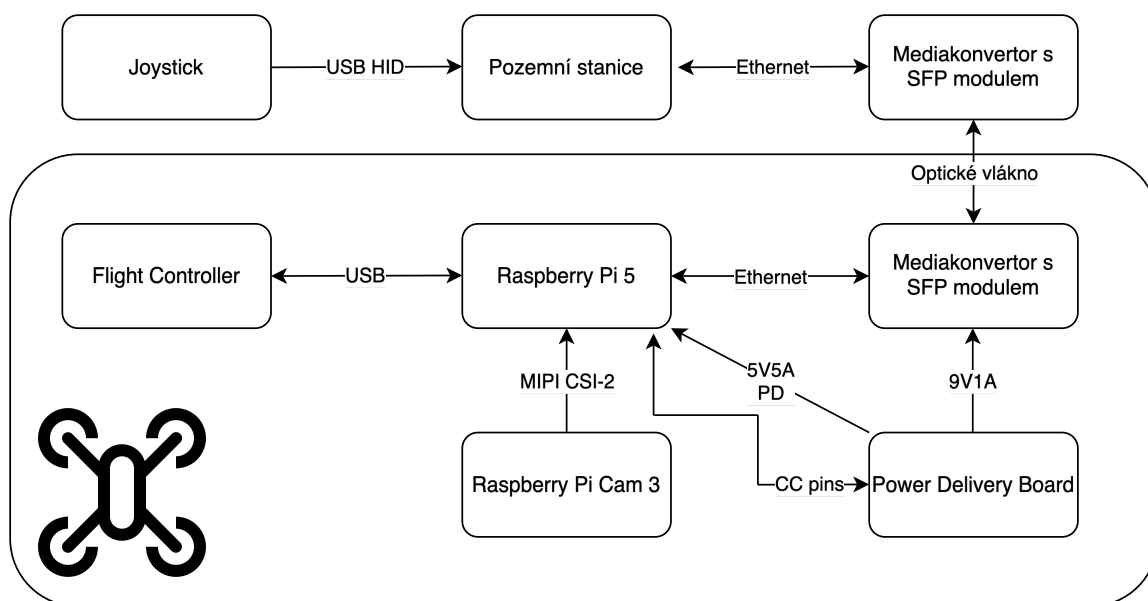 Joystick
USB HID
Pozemní stanice
Ethernet
Mediakonvertor s
SFP modulem
Optické vlákno
Flight Controller
USB
Raspberry Pi 5
Ethernet
Mediakonvertor s
SFP modulem
MIPI CSI-2
5V5A
PD
9V1A
Raspberry Pi Cam 3
CC pins
Power Delivery Board